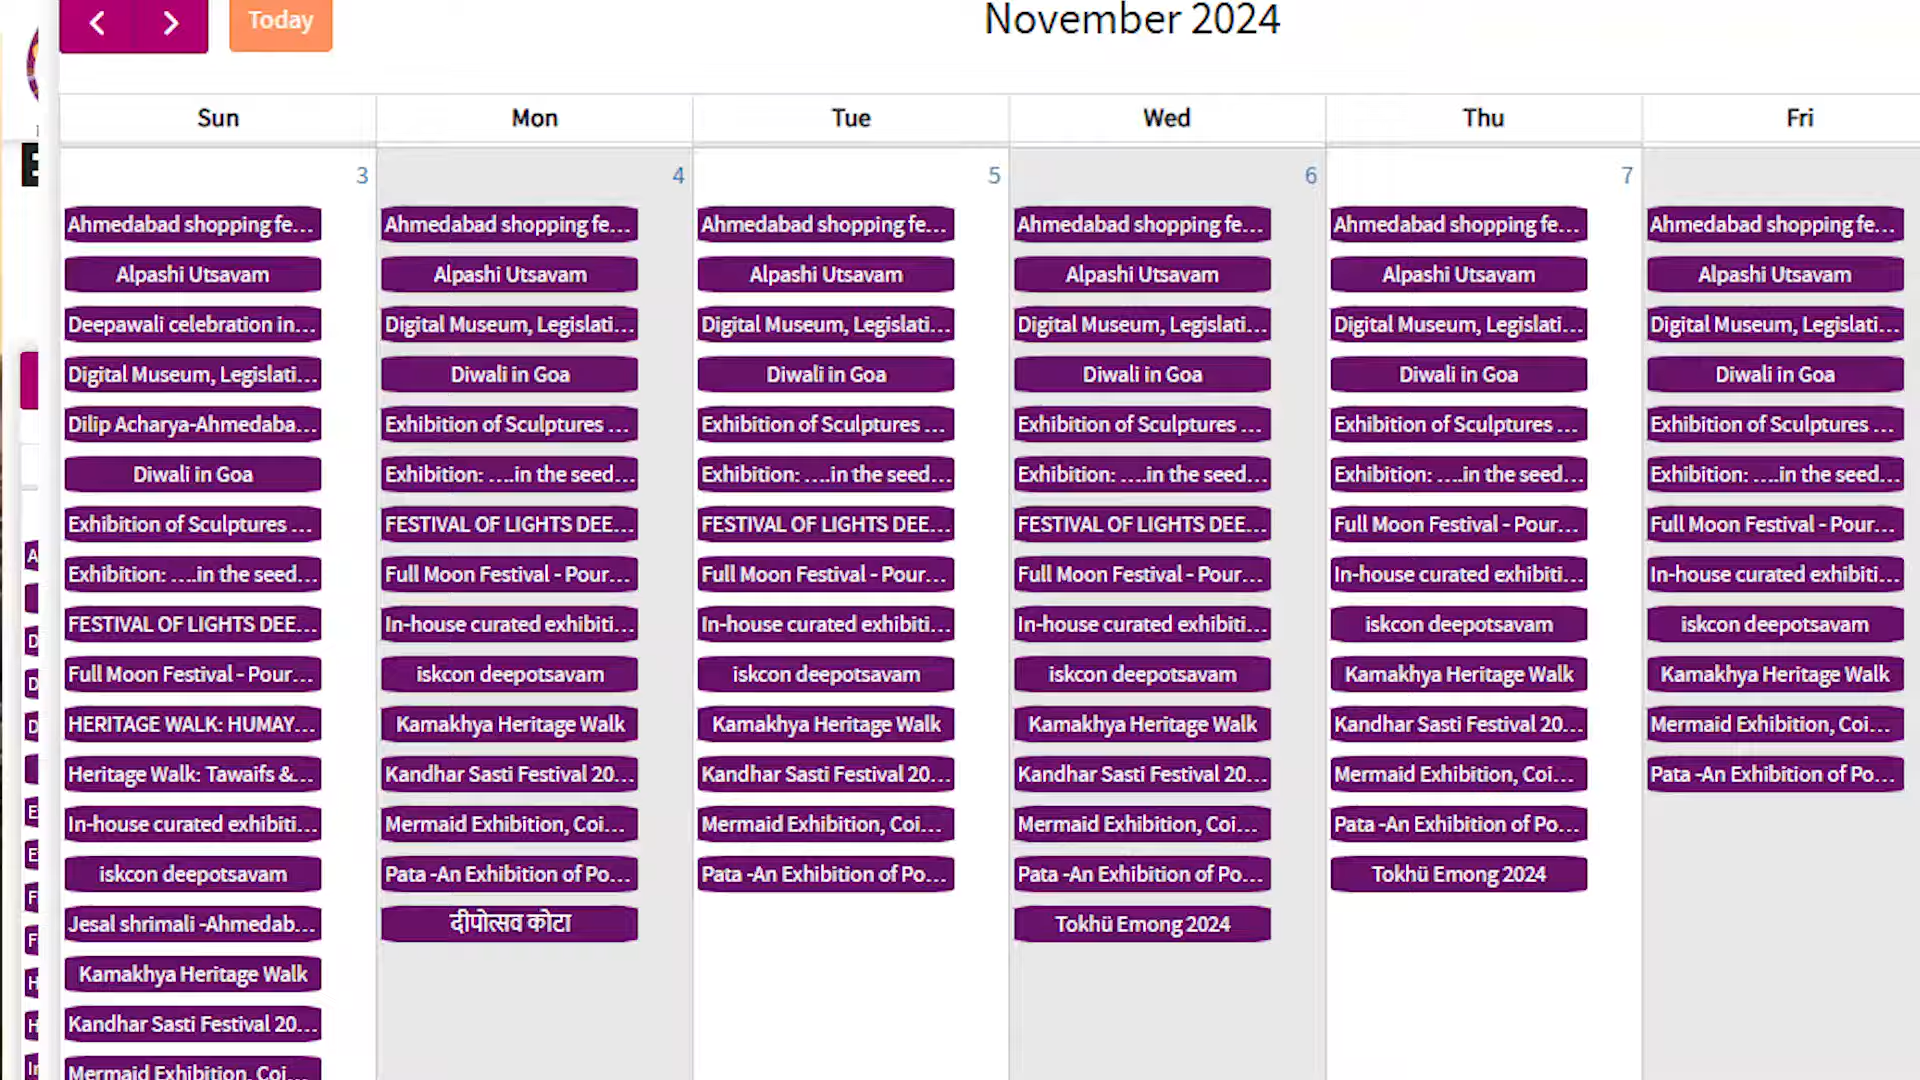 Today
November 2024
Sun Mon Tue Wed Thu Fri
3 4 5 6 7
Ahmedabad shopping fe... Ahmedabad shopping fe... Ahmedabad shopping fe... Ahmedabad shopping fe... Ahmedabad shopping fe... Ahmedabad shopping fe...
Alpashi Utsavam Alpashi Utsavam Alpashi Utsavam Alpashi Utsavam Alpashi Utsavam Alpashi Utsavam
Deepawali celebration in... Digital Museum, Legislati... Digital Museum, Legislati... Digital Museum, Legislati... Digital Museum, Legislati... Digital Museum, Legislati...
Digital Museum, Legislati... Diwali in Goa Diwali in Goa Diwali in Goa Diwali in Goa Diwali in Goa
Dilip Acharya-Ahmedaba... Exhibition of Sculptures ... Exhibition of Sculptures ... Exhibition of Sculptures ... Exhibition of Sculptures ... Exhibition of Sculptures ...
Diwali in Goa Exhibition: ....in the seed... Exhibition: ....in the seed... Exhibition: ....in the seed... Exhibition: ....in the seed... Exhibition: ....in the seed...
Exhibition of Sculptures ... FESTIVAL OF LIGHTS DEE... FESTIVAL OF LIGHTS DEE... FESTIVAL OF LIGHTS DEE... Full Moon Festival - Pour... Full Moon Festival - Pour...
Exhibition: ....in the seed... Full Moon Festival - Pour... Full Moon Festival - Pour... Full Moon Festival - Pour... In-house curated exhibiti... In-house curated exhibiti...
FESTIVAL OF LIGHTS DEE... In-house curated exhibiti... In-house curated exhibiti... In-house curated exhibiti... iskcon deepotsavam iskcon deepotsavam
Full Moon Festival - Pour... iskcon deepotsavam iskcon deepotsavam iskcon deepotsavam Kamakhya Heritage Walk Kamakhya Heritage Walk
HERITAGE WALK: HUMAY... Kamakhya Heritage Walk Kamakhya Heritage Walk Kamakhya Heritage Walk Kandhar Sasti Festival 20... Mermaid Exhibition, Coi...
Heritage Walk: Tawaifs &... Kandhar Sasti Festival 20... Kandhar Sasti Festival 20... Kandhar Sasti Festival 20... Mermaid Exhibition, Coi... Pata -An Exhibition of Po...
In-house curated exhibiti... Mermaid Exhibition, Coi... Mermaid Exhibition, Coi... Mermaid Exhibition, Coi... Pata -An Exhibition of Po...
iskcon deepotsavam Pata -An Exhibition of Po... Pata -An Exhibition of Po... Pata -An Exhibition of Po... Tokhü Emong 2024
Jesal shrimali -Ahmedab... दीपोत्सव कोटा Tokhü Emong 2024
Kamakhya Heritage Walk
Kandhar Sasti Festival 20...
Mermaid Exhibition, Coi...